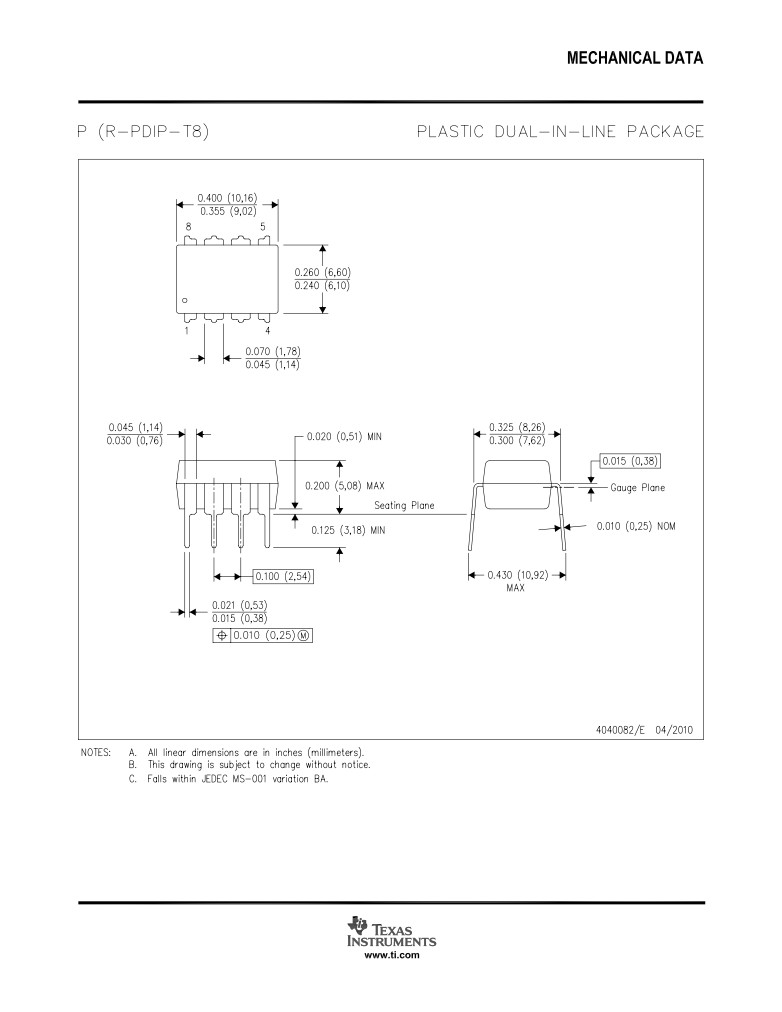 MECHANICAL DATA
P (R-PDIP-T8)
PLASTIC DUAL-IN-LINE PACKAGE
0.400 (10,16)
0.355 (9,02)
8
5
0.260 (6,60)
0.240 (6,10)
1
4
0.070 (1,78)
0.045 (1,14)
0.045 (1,14)
0.030 (0,76)
0.020 (0,51) MIN
0.325 (8,26)
0.300 (7,62)
0.015 (0,38)
0.200 (5,08) MAX
Gauge Plane
Seating Plane
0.125 (3,18) MIN
0.010 (0,25) NOM
0.100 (2,54)
0.430 (10,92)
MAX
0.021 (0,53)
0.015 (0,38)
⌖ 0.010 (0,25) Ⓜ
4040082/E 04/2010
NOTES: A. All linear dimensions are in inches (millimeters).
B. This drawing is subject to change without notice.
C. Falls within JEDEC MS-001 variation BA.
TEXAS
INSTRUMENTS
www.ti.com